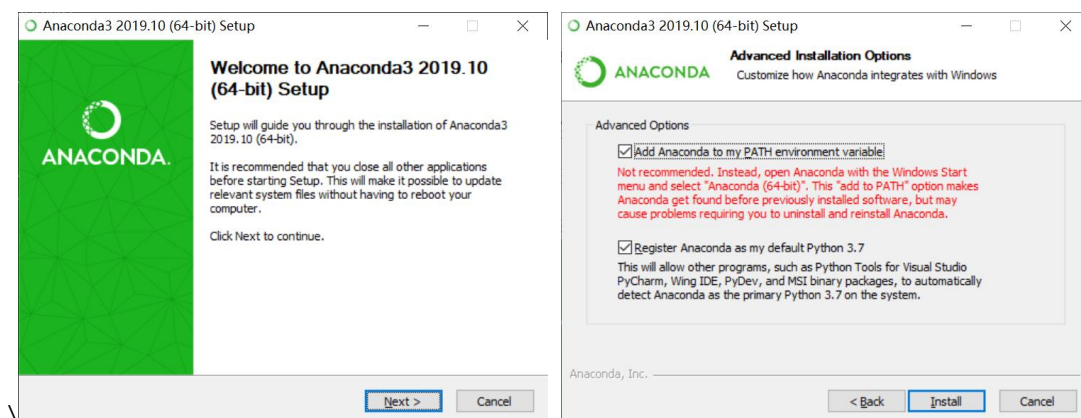 Anaconda3 2019.10 (64-bit) Setup
ANACONDA.
Welcome to Anaconda3 2019.10
(64-bit) Setup
Setup will guide you through the installation of Anaconda3
2019.10 (64-bit).
It is recommended that you close all other applications
before starting Setup. This will make it possible to update
relevant system files without having to reboot your
computer.
Click Next to continue.
Next >
Cancel
\
Anaconda3 2019.10 (64-bit) Setup
ANACONDA
Advanced Installation Options
Customize how Anaconda integrates with Windows
Advanced Options
Add Anaconda to my PATH environment variable
Not recommended. Instead, open Anaconda with the Windows Start
menu and select "Anaconda (64-bit)". This "add to PATH" option makes
Anaconda get found before previously installed software, but may
cause problems requiring you to uninstall and reinstall Anaconda.
Register Anaconda as my default Python 3.7
This will allow other programs, such as Python Tools for Visual Studio
PyCharm, Wing IDE, PyDev, and MSI binary packages, to automatically
detect Anaconda as the primary Python 3.7 on the system.
Anaconda, Inc.
< Back
Install
Cancel